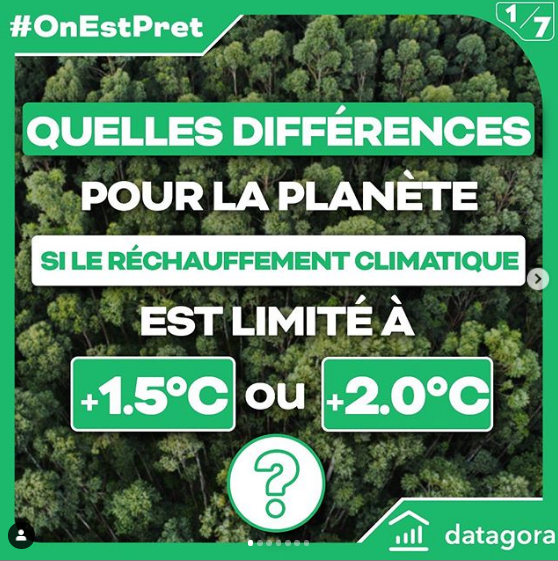 #OnEstPret
1/7
QUELLES DIFFÉRENCES
POUR LA PLANÈTE
SI LE RÉCHAUFFEMENT CLIMATIQUE
EST LIMITÉ À
+1.5°C ou +2.0°C
?
datagora